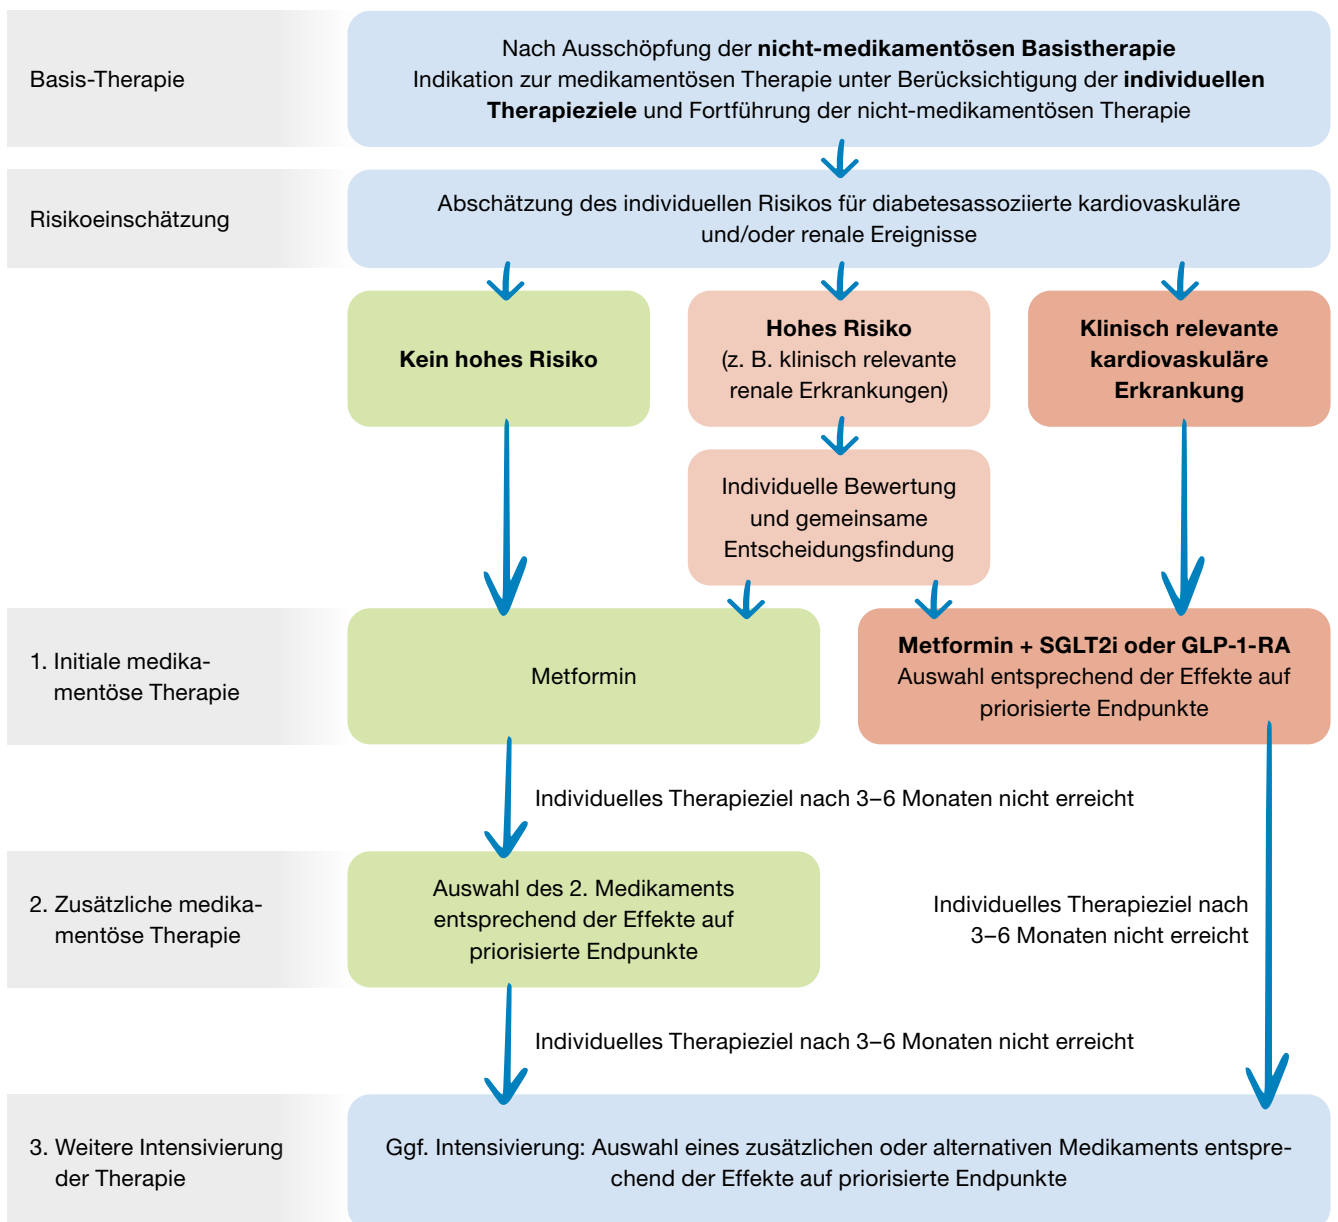 Basis-Therapie
Nach Ausschöpfung der nicht-medikamentösen Basistherapie
Indikation zur medikamentösen Therapie unter Berücksichtigung der individuellen
Therapieziele und Fortführung der nicht-medikamentösen Therapie
Risikoeinschätzung
Abschätzung des individuellen Risikos für diabetesassoziierte kardiovaskuläre
und/oder renale Ereignisse
Kein hohes Risiko
Hohes Risiko
(z. B. klinisch relevante
renale Erkrankungen)
Klinisch relevante
kardiovaskuläre
Erkrankung
Individuelle Bewertung
und gemeinsame
Entscheidungsfindung
1. Initiale medika-
mentöse Therapie
Metformin
Metformin + SGLT2i oder GLP-1-RA
Auswahl entsprechend der Effekte auf
priorisierte Endpunkte
Individuelles Therapieziel nach 3–6 Monaten nicht erreicht
2. Zusätzliche medika-
mentöse Therapie
Auswahl des 2. Medikaments
entsprechend der Effekte auf
priorisierte Endpunkte
Individuelles Therapieziel nach
3–6 Monaten nicht erreicht
Individuelles Therapieziel nach 3–6 Monaten nicht erreicht
3. Weitere Intensivierung
der Therapie
Ggf. Intensivierung: Auswahl eines zusätzlichen oder alternativen Medikaments entspre-
chend der Effekte auf priorisierte Endpunkte